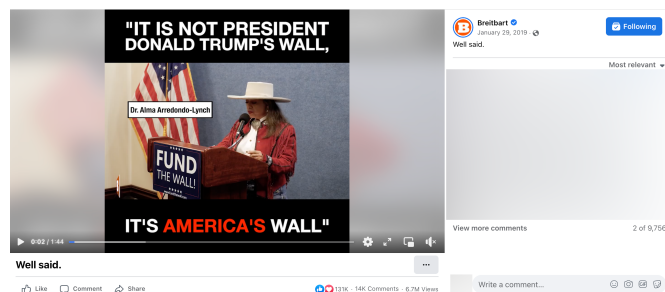 "IT IS NOT PRESIDENT
DONALD TRUMP'S WALL,
Dr. Alma Arredondo-Lynch
FUND
THE WALL!
IT'S AMERICA'S WALL"
0:02 / 1:44
Well said.
Like
Comment
Share
131K · 14K Comments · 6.7M Views
Breitbart
January 29, 2019 ·
Following
Well said.
Most relevant
View more comments
2 of 9,756
Write a comment...